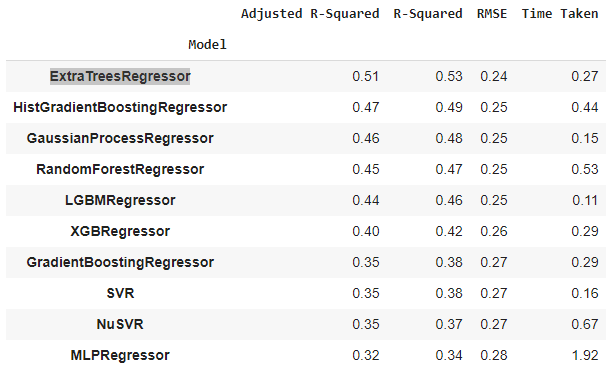 Adjusted R-Squared R-Squared RMSE Time Taken
Model
ExtraTreesRegressor 0.51 0.53 0.24 0.27
HistGradientBoostingRegressor 0.47 0.49 0.25 0.44
GaussianProcessRegressor 0.46 0.48 0.25 0.15
RandomForestRegressor 0.45 0.47 0.25 0.53
LGBMRegressor 0.44 0.46 0.25 0.11
XGBRegressor 0.40 0.42 0.26 0.29
GradientBoostingRegressor 0.35 0.38 0.27 0.29
SVR 0.35 0.38 0.27 0.16
NuSVR 0.35 0.37 0.27 0.67
MLPRegressor 0.32 0.34 0.28 1.92